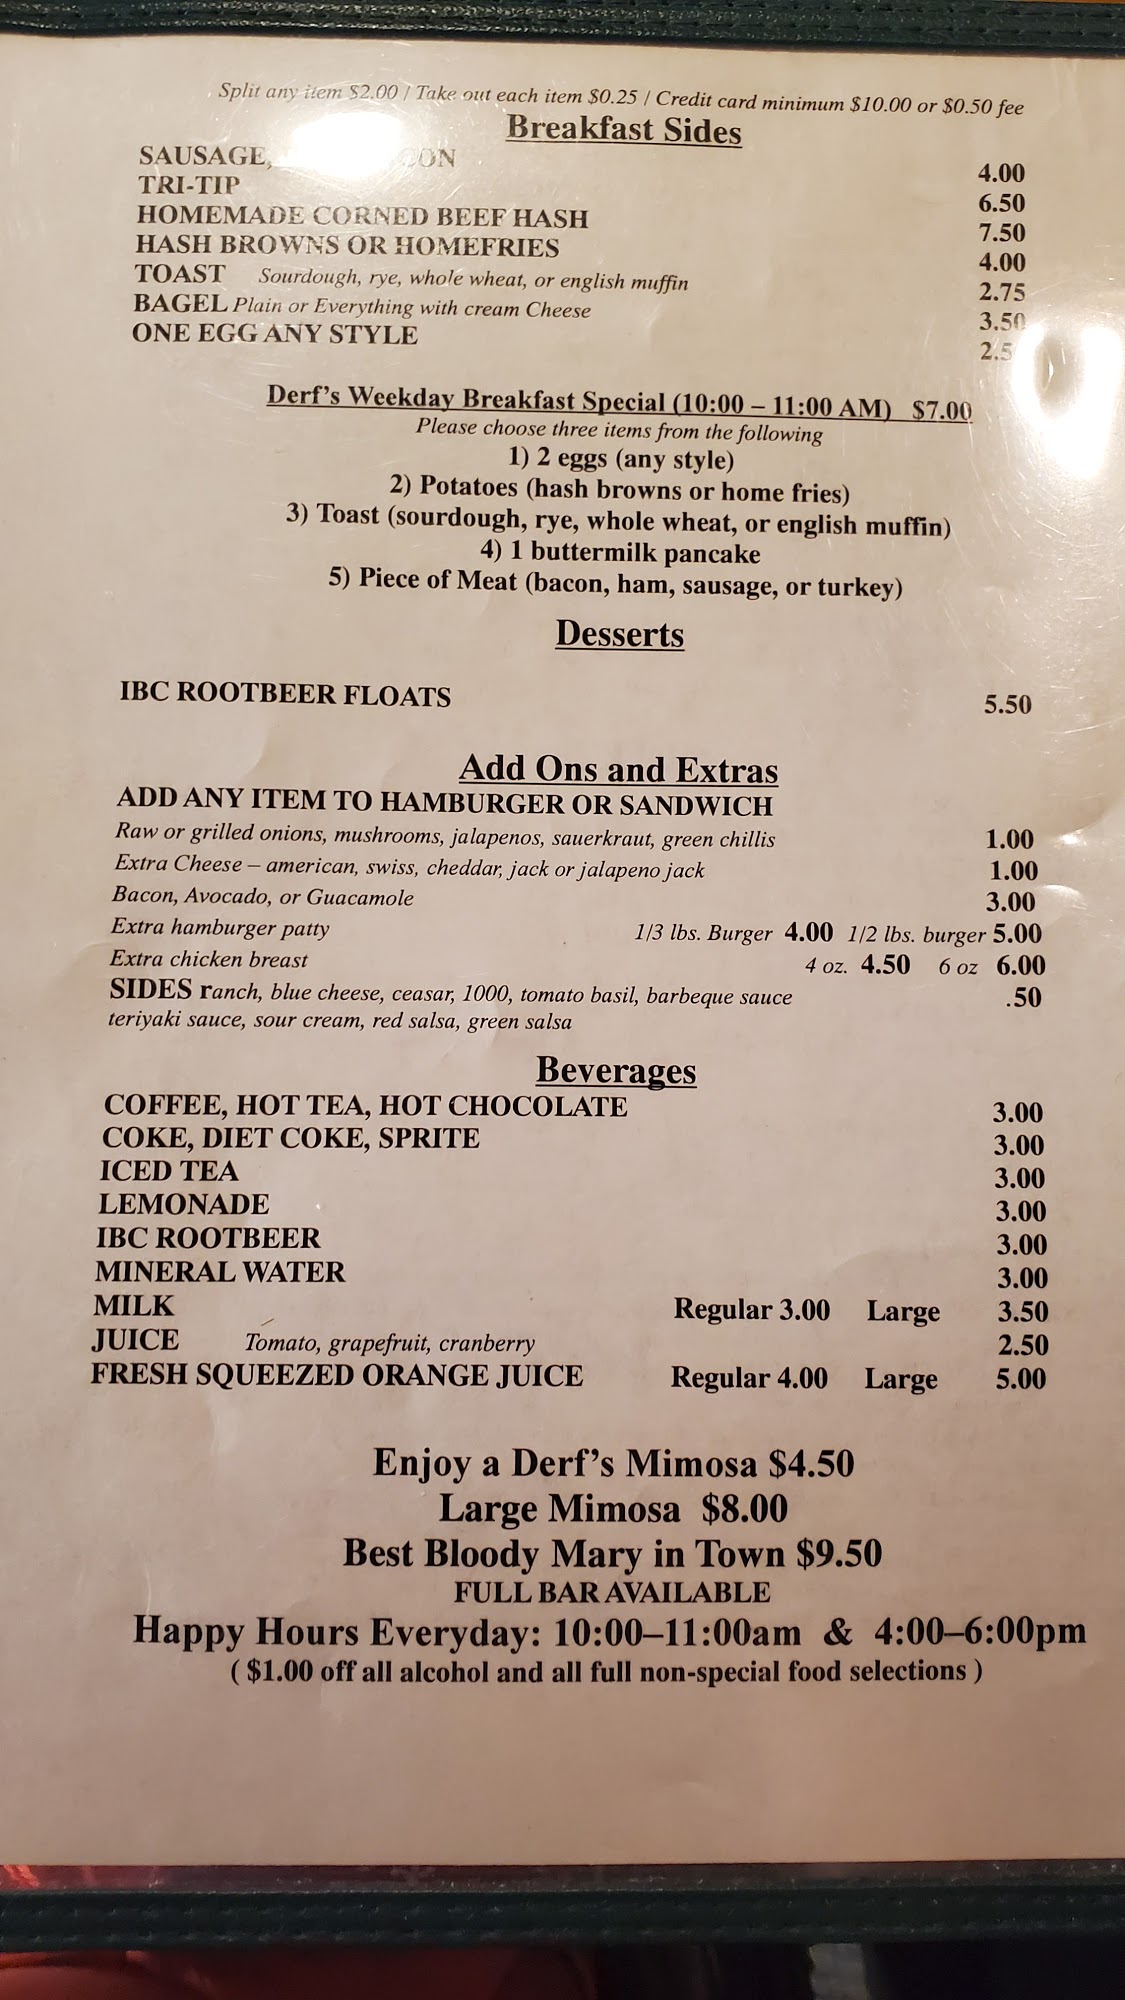 Split any item $2.00 / Take out each item $0.25 / Credit card minimum $10.00 or $0.50 fee
Breakfast Sides
SAUSAGE, 4.00
TRI-TIP 6.50
HOMEMADE CORNED BEEF HASH 7.50
HASH BROWNS OR HOMEFRIES 4.00
TOAST Sourdough, rye, whole wheat, or english muffin 2.75
BAGEL Plain or Everything with cream Cheese 3.50
ONE EGG ANY STYLE
Derf's Weekday Breakfast Special (10:00 – 11:00 AM) $7.00
Please choose three items from the following
1) 2 eggs (any style)
2) Potatoes (hash browns or home fries)
3) Toast (sourdough, rye, whole wheat, or english muffin)
4) 1 buttermilk pancake
5) Piece of Meat (bacon, ham, sausage, or turkey)
Desserts
IBC ROOTBEER FLOATS 5.50
Add Ons and Extras
ADD ANY ITEM TO HAMBURGER OR SANDWICH
Raw or grilled onions, mushrooms, jalapenos, sauerkraut, green chillis 1.00
Extra Cheese – american, swiss, cheddar, jack or jalapeno jack 1.00
Bacon, Avocado, or Guacamole 3.00
Extra hamburger patty 1/3 lbs. Burger 4.00 1/2 lbs. burger 5.00
Extra chicken breast 4 oz. 4.50 6 oz 6.00
SIDES ranch, blue cheese, ceasar, 1000, tomato basil, barbeque sauce .50
teriyaki sauce, sour cream, red salsa, green salsa
Beverages
COFFEE, HOT TEA, HOT CHOCOLATE 3.00
COKE, DIET COKE, SPRITE 3.00
ICED TEA 3.00
LEMONADE 3.00
IBC ROOTBEER 3.00
MINERAL WATER 3.00
MILK Regular 3.00 Large 3.50
JUICE Tomato, grapefruit, cranberry 2.50
FRESH SQUEEZED ORANGE JUICE Regular 4.00 Large 5.00
Enjoy a Derf's Mimosa $4.50
Large Mimosa $8.00
Best Bloody Mary in Town $9.50
FULL BAR AVAILABLE
Happy Hours Everyday: 10:00–11:00am & 4:00–6:00pm
( $1.00 off all alcohol and all full non-special food selections )